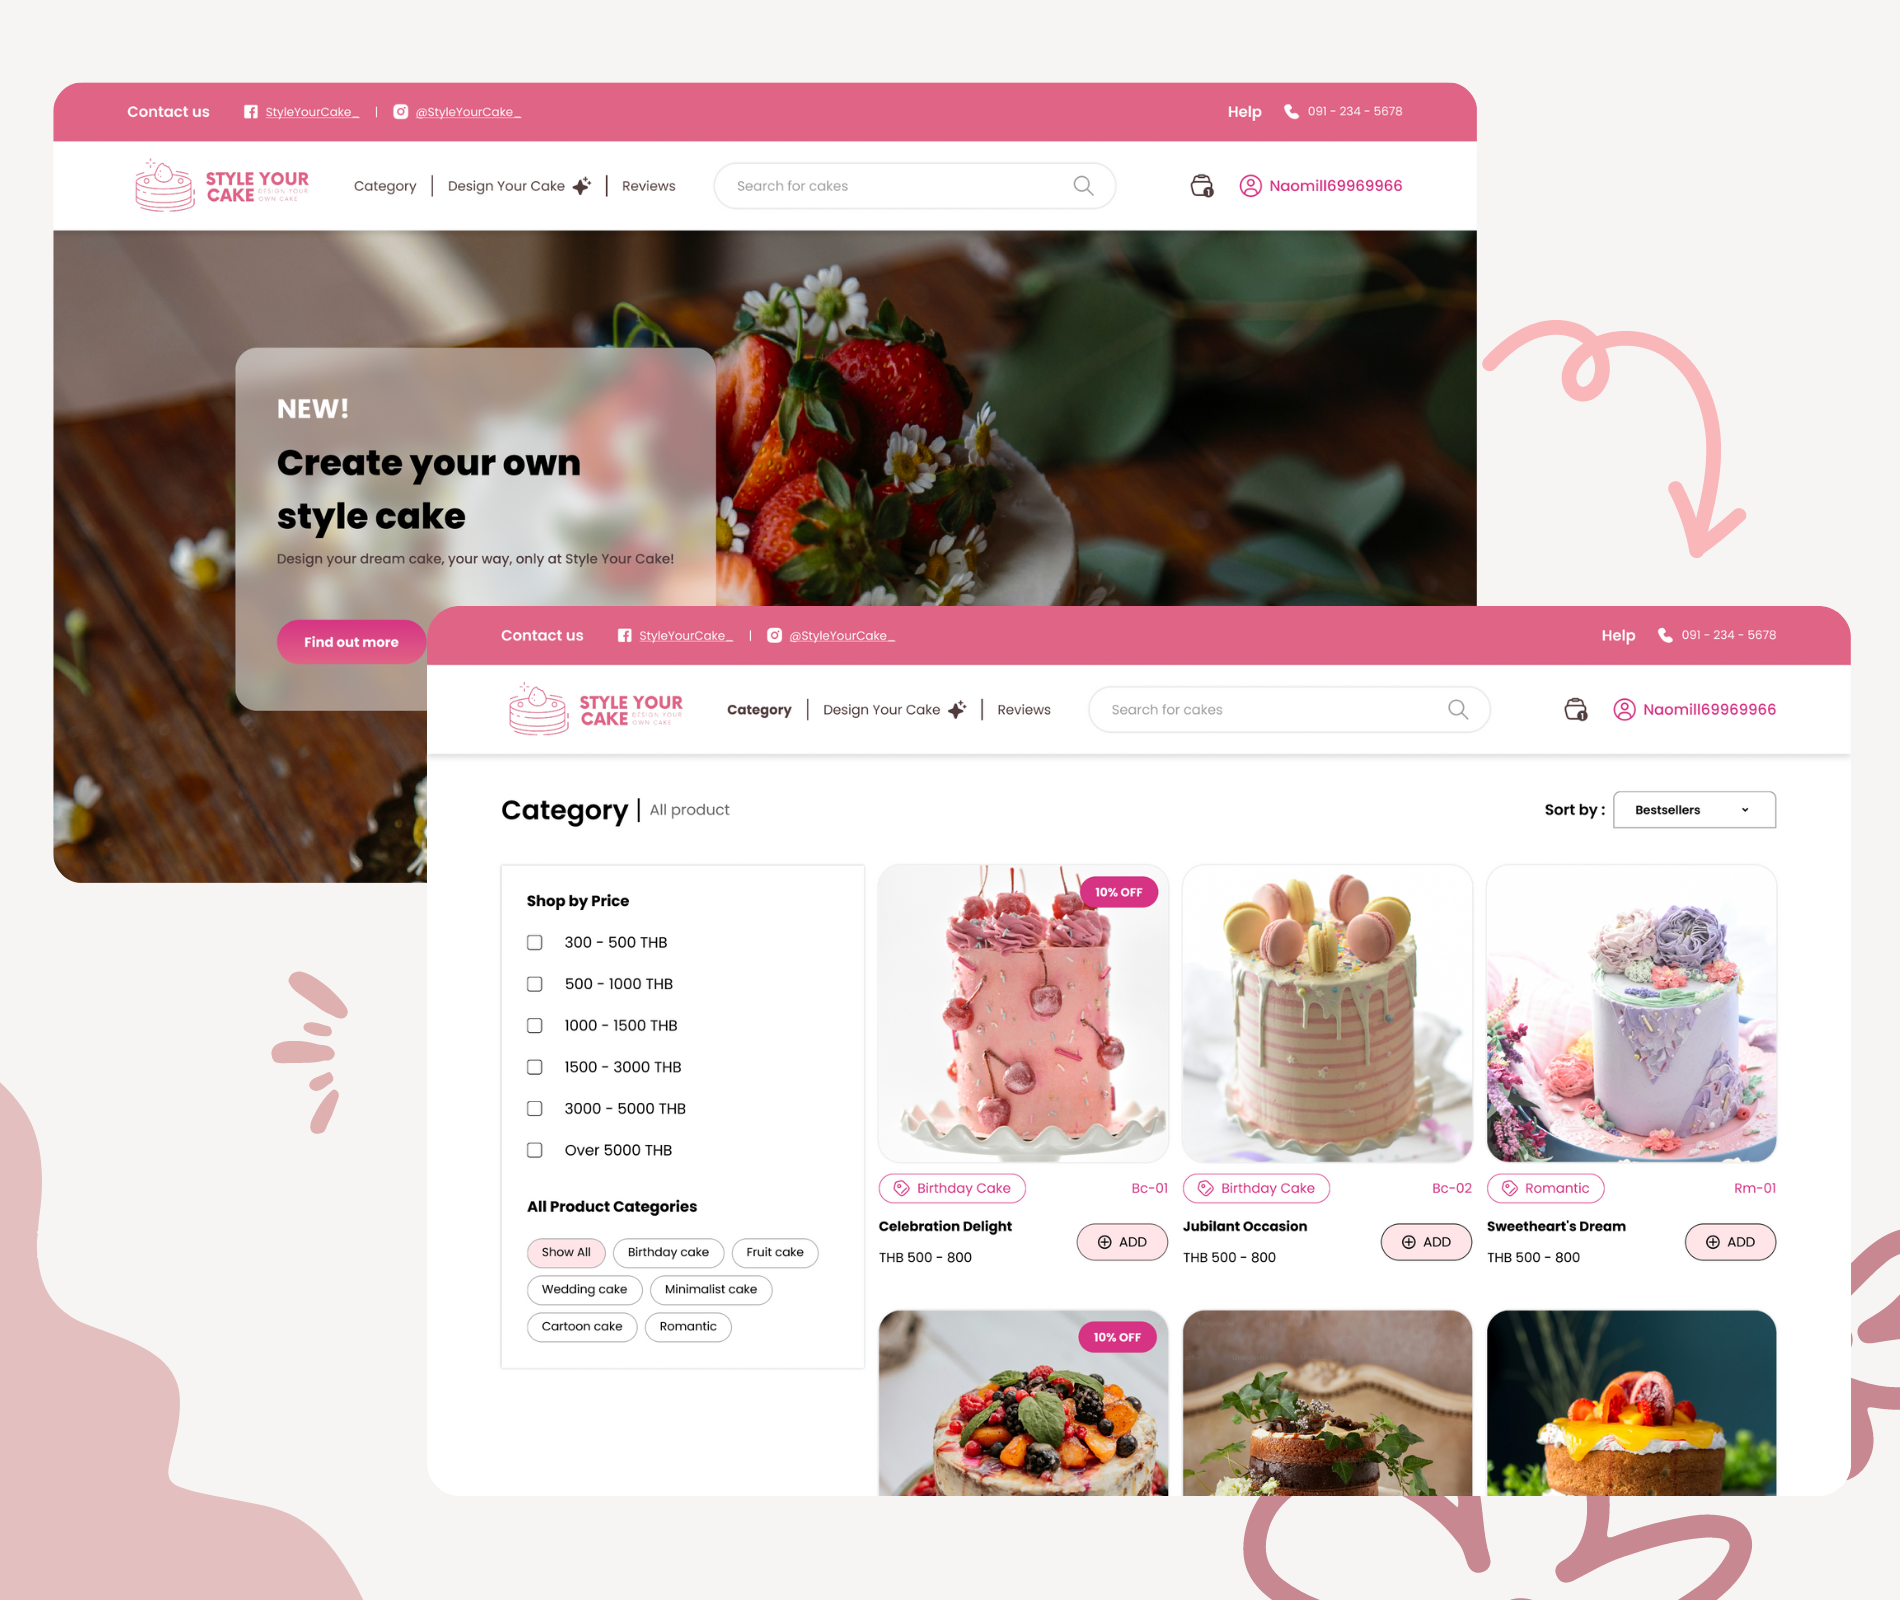 Contact us StyleYourCake_ | @StyleYourCake_ Help 091 - 234 - 5678
STYLE YOUR
CAKE DESIGN YOUR
OWN CAKE
Category | Design Your Cake | Reviews Search for cakes 1 Naomill69969966
NEW!
Create your own
style cake
Design your dream cake, your way, only at Style Your Cake!
Find out more
Contact us StyleYourCake_ | @StyleYourCake_ Help 091 - 234 - 5678
STYLE YOUR
CAKE DESIGN YOUR
OWN CAKE
Category | Design Your Cake | Reviews Search for cakes 1 Naomill69969966
Category | All product Sort by : Bestsellers
Shop by Price
300 - 500 THB
500 - 1000 THB
1000 - 1500 THB
1500 - 3000 THB
3000 - 5000 THB
Over 5000 THB
All Product Categories
Show All Birthday cake Fruit cake
Wedding cake Minimalist cake
Cartoon cake Romantic
10% OFF
Birthday Cake Bc-01
Celebration Delight
THB 500 - 800
ADD
Birthday Cake Bc-02
Jubilant Occasion
THB 500 - 800
ADD
Romantic Rm-01
Sweetheart's Dream
THB 500 - 800
ADD
10% OFF